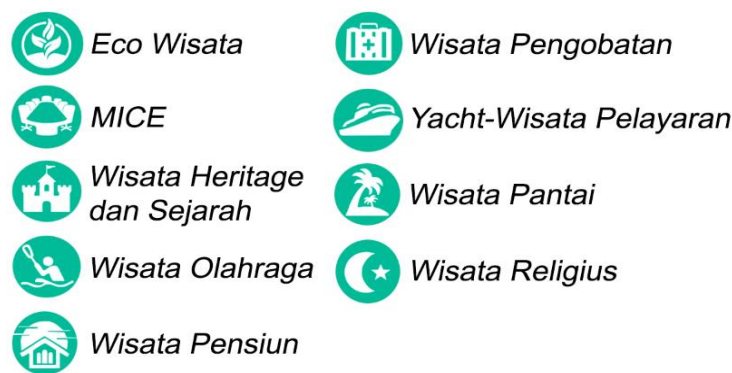 Eco Wisata
MICE
Wisata Heritage
dan Sejarah
Wisata Olahraga
Wisata Pensiun
Wisata Pengobatan
Yacht-Wisata Pelayaran
Wisata Pantai
Wisata Religius